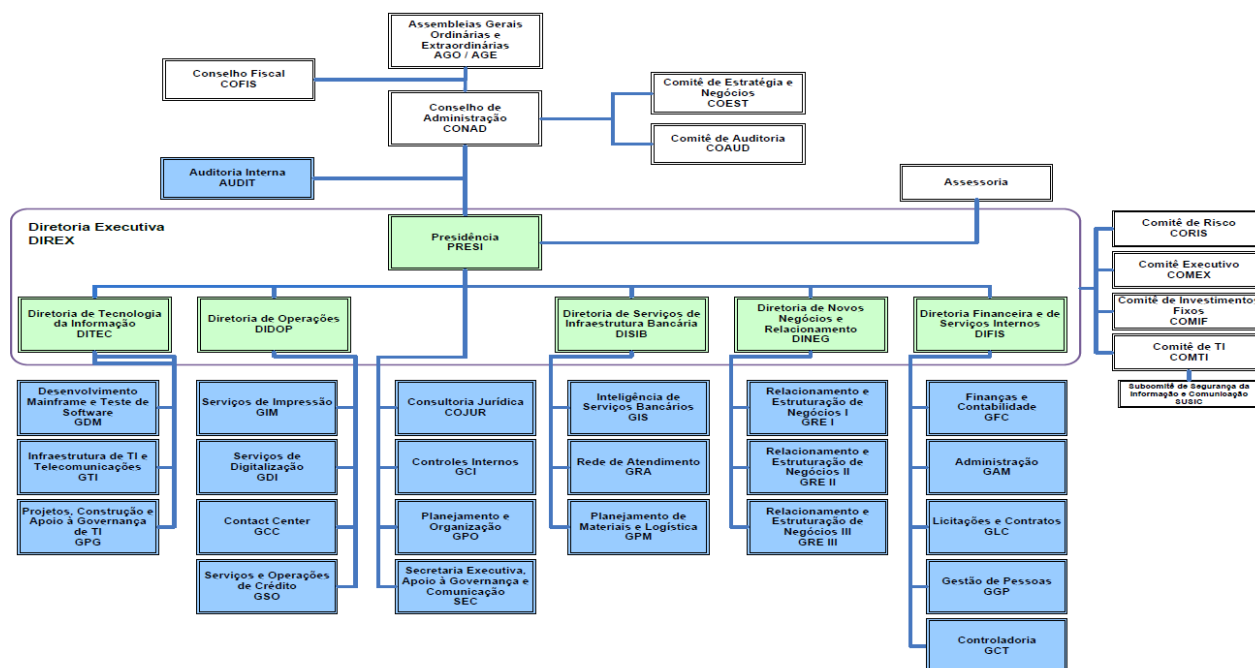 Assembleias Gerais
Ordinárias e
Extraordinárias
AGO / AGE
Conselho Fiscal
COFIS
Conselho de
Administração
CONAD
Comitê de Estratégia e
Negócios
COEST
Comitê de Auditoria
COAUD
Auditoria Interna
AUDIT
Assessoria
Diretoria Executiva
DIREX
Presidência
PRESI
Comitê de Risco
CORIS
Comitê Executivo
COMEX
Comitê de Investimentos
Fixos
COMIF
Comitê de TI
COMTI
Subcomitê de Segurança da
Informação e Comunicação
SUSIC
Diretoria de Tecnologia
da Informação
DITEC
Diretoria de Operações
DIDOP
Diretoria de Serviços de
Infraestrutura Bancária
DISIB
Diretoria de Novos
Negócios e
Relacionamento
DINEG
Diretoria Financeira e de
Serviços Internos
DIFIS
Desenvolvimento
Mainframe e Teste de
Software
GDM
Infraestrutura de TI e
Telecomunicações
GTI
Projetos, Construção e
Apoio à Governança
de TI
GPG
Serviços de Impressão
GIM
Serviços de
Digitalização
GDI
Contact Center
GCC
Serviços e Operações
de Crédito
GSO
Consultoria Jurídica
COJUR
Controles Internos
GCI
Planejamento e
Organização
GPO
Secretaria Executiva,
Apoio à Governança e
Comunicação
SEC
Inteligência de
Serviços Bancários
GIS
Rede de Atendimento
GRA
Planejamento de
Materiais e Logística
GPM
Relacionamento e
Estruturação de
Negócios I
GRE I
Relacionamento e
Estruturação de
Negócios II
GRE II
Relacionamento e
Estruturação de
Negócios III
GRE III
Finanças e
Contabilidade
GFC
Administração
GAM
Licitações e Contratos
GLC
Gestão de Pessoas
GGP
Controladoria
GCT